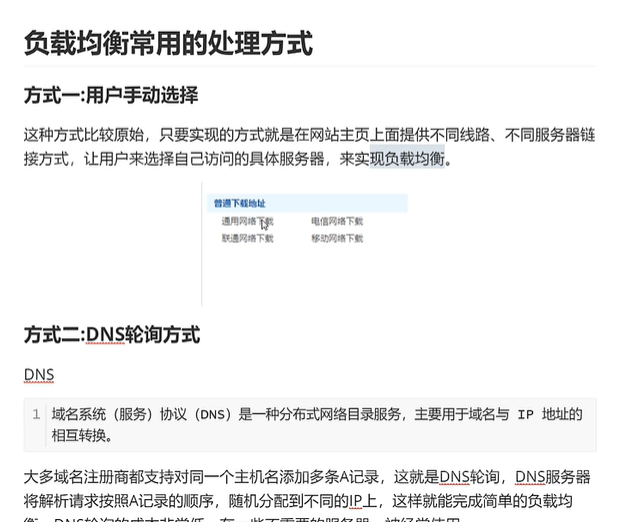 负载均衡常用的处理方式
方式一:用户手动选择
这种方式比较原始，只要实现的方式就是在网站主页上面提供不同线路、不同服务器链
接方式，让用户来选择自己访问的具体服务器，来实现负载均衡。
普通下载地址
通用网络下载 电信网络下载
联通网络下载 移动网络下载
方式二:DNS轮询方式
DNS
1 域名系统（服务）协议（DNS）是一种分布式网络目录服务，主要用于域名与 IP 地址的
相互转换。
大多域名注册商都支持对同一个主机名添加多条A记录，这就是DNS轮询，DNS服务器
将解析请求按照A记录的顺序，随机分配到不同的IP上，这样就能完成简单的负载均
衡。DNS轮询的成本非常低，在一些不重要的服务器，被经常使用。